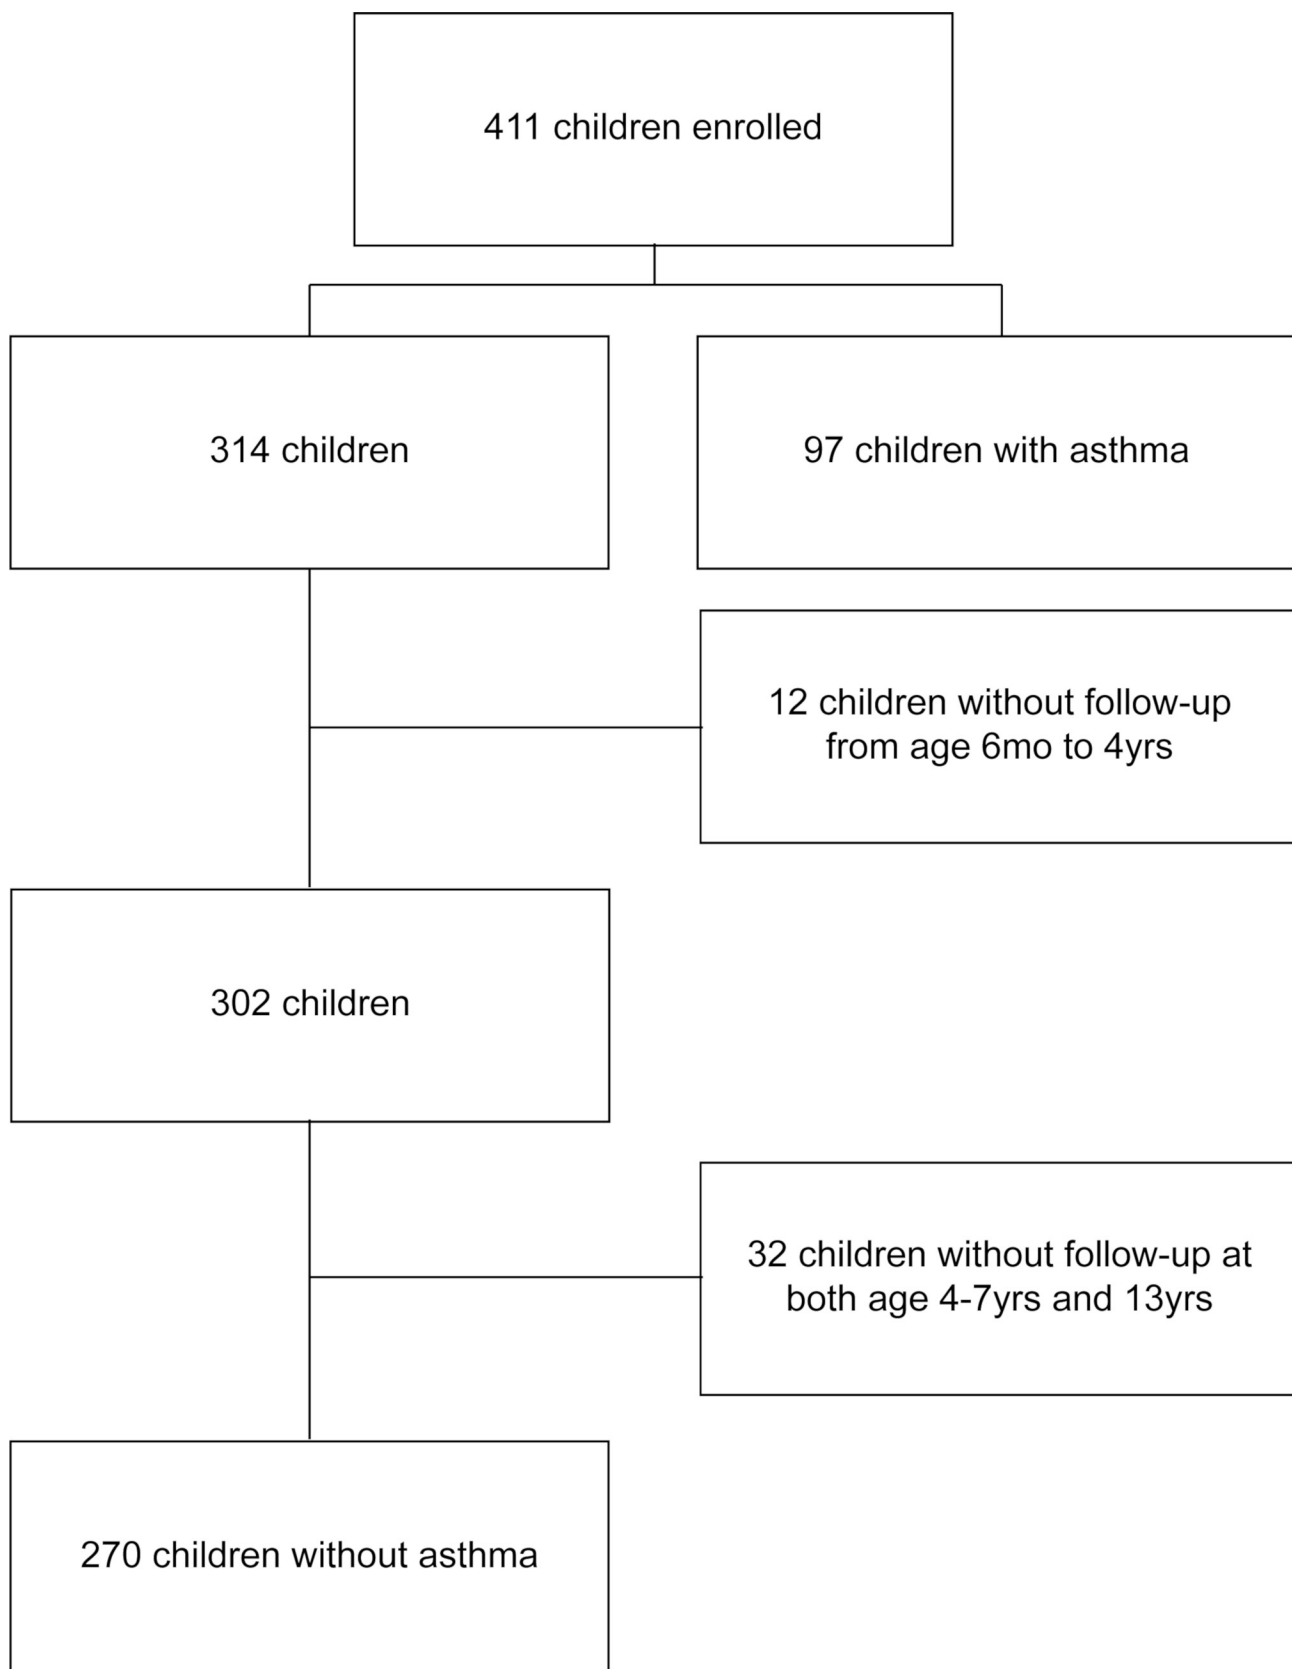 411 children enrolled
314 children
97 children with asthma
12 children without follow-up
from age 6mo to 4yrs
302 children
32 children without follow-up at
both age 4-7yrs and 13yrs
270 children without asthma